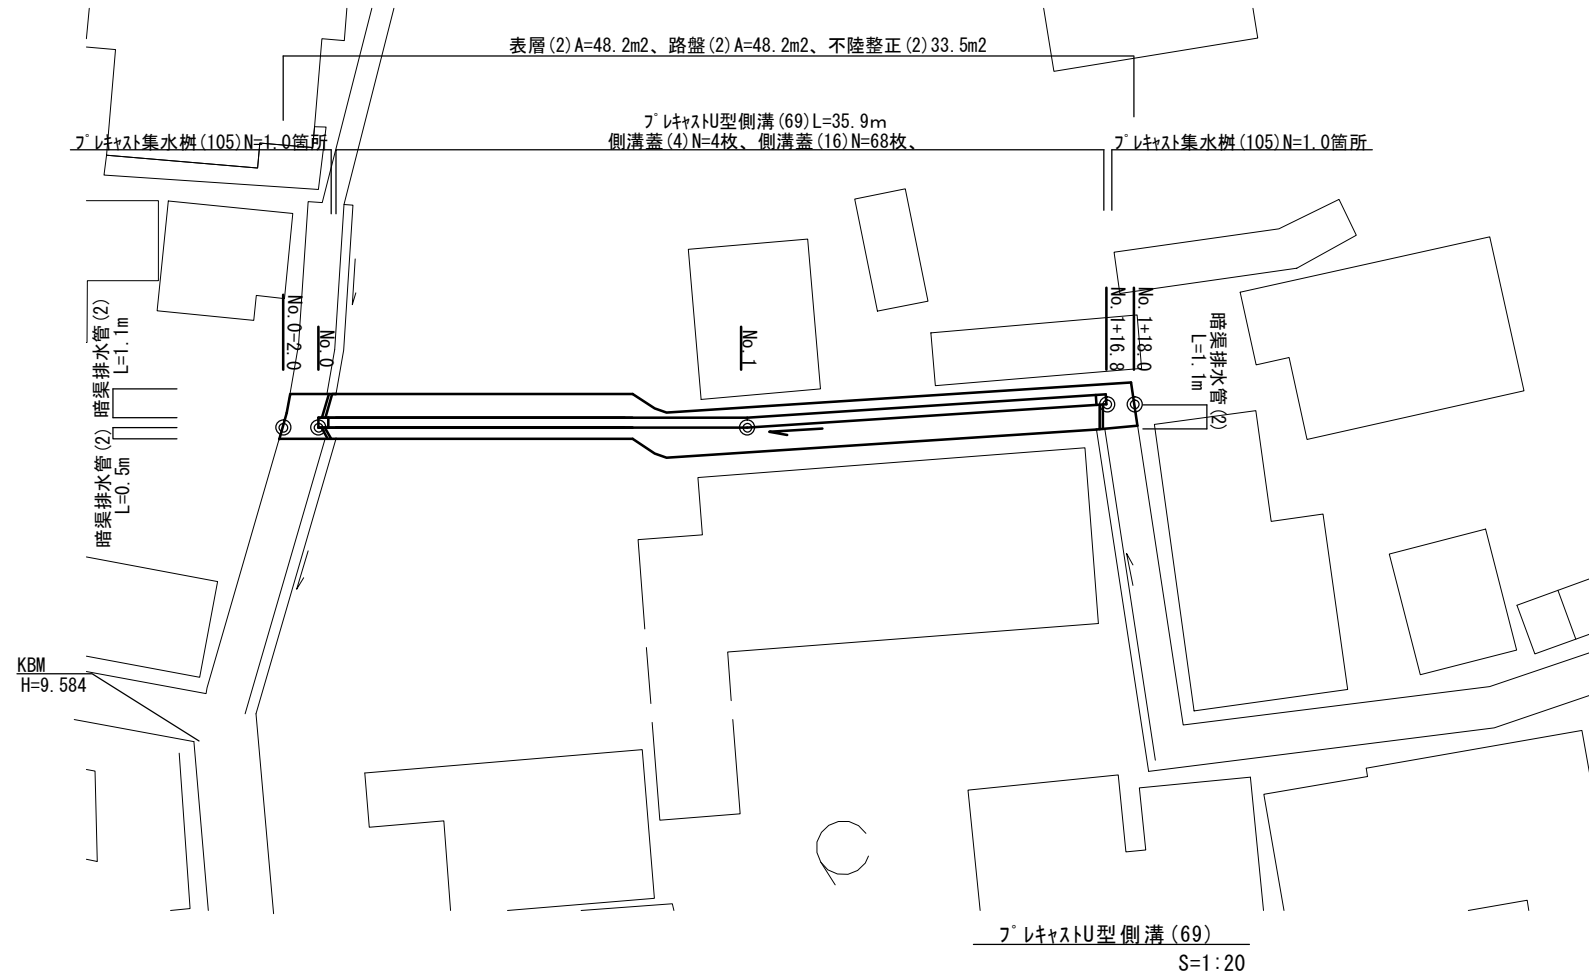 表層(2)A=48.2m2、路盤(2)A=48.2m2、不陸整正(2)33.5m2
プレキャストU型側溝(69)L=35.9m
プレキャスト集水桝(105)N=1.0箇所
側溝蓋(4)N=4枚、側溝蓋(16)N=68枚、
プレキャスト集水桝(105)N=1.0箇所
暗渠排水管(2)
L=1.1m
No.0-2.0
No.0
No.1
No.1+16.8
No.1+18.0
暗渠排水管(2)
L=1.1m
暗渠排水管(2)
L=0.5m
KBM
H=9.584
プレキャストU型側溝(69)
S=1:20